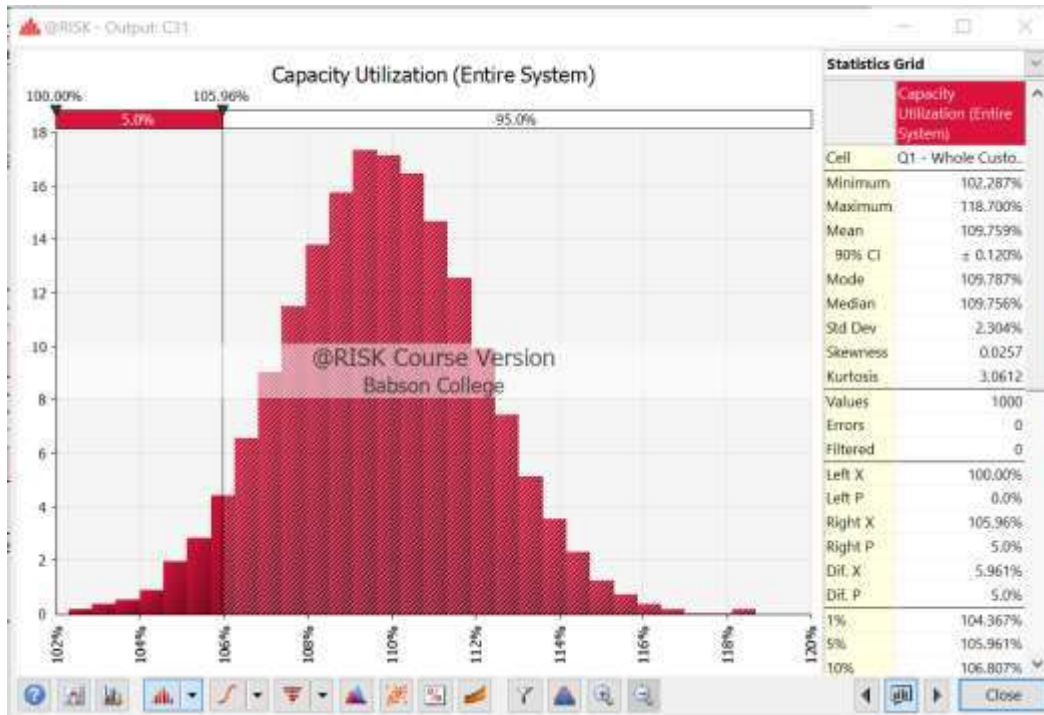 @RISK - Output: C31
Capacity Utilization (Entire System)
100.00%
105.96%
5.0%
95.0%
18
16
14
12
10
8
6
4
2
0
102%
104%
106%
108%
110%
112%
114%
116%
118%
120%
@RISK Course Version
Babson College
Statistics Grid
Capacity
Utilization (Entire
System)
Cell Q1 - Whole Custo..
Minimum 102.287%
Maximum 118.700%
Mean 109.759%
90% CI ± 0.120%
Mode 109.787%
Median 109.756%
Std Dev 2.304%
Skewness 0.0257
Kurtosis 3.0612
Values 1000
Errors 0
Filtered 0
Left X 100.00%
Left P 0.0%
Right X 105.96%
Right P 5.0%
Dif. X 5.961%
Dif. P 5.0%
1% 104.367%
5% 105.961%
10% 106.807%
Close